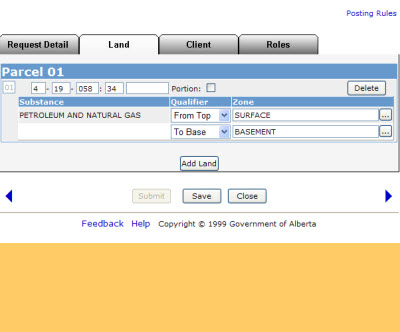 Posting Rules
Request Detail Land Client Roles
Parcel 01
01 4 - 19 - 058 : 34 Portion: Delete
Substance Qualifier Zone
PETROLEUM AND NATURAL GAS From Top SURFACE ...
To Base BASEMENT ...
Add Land
Submit Save Close
Feedback Help Copyright © 1999 Government of Alberta